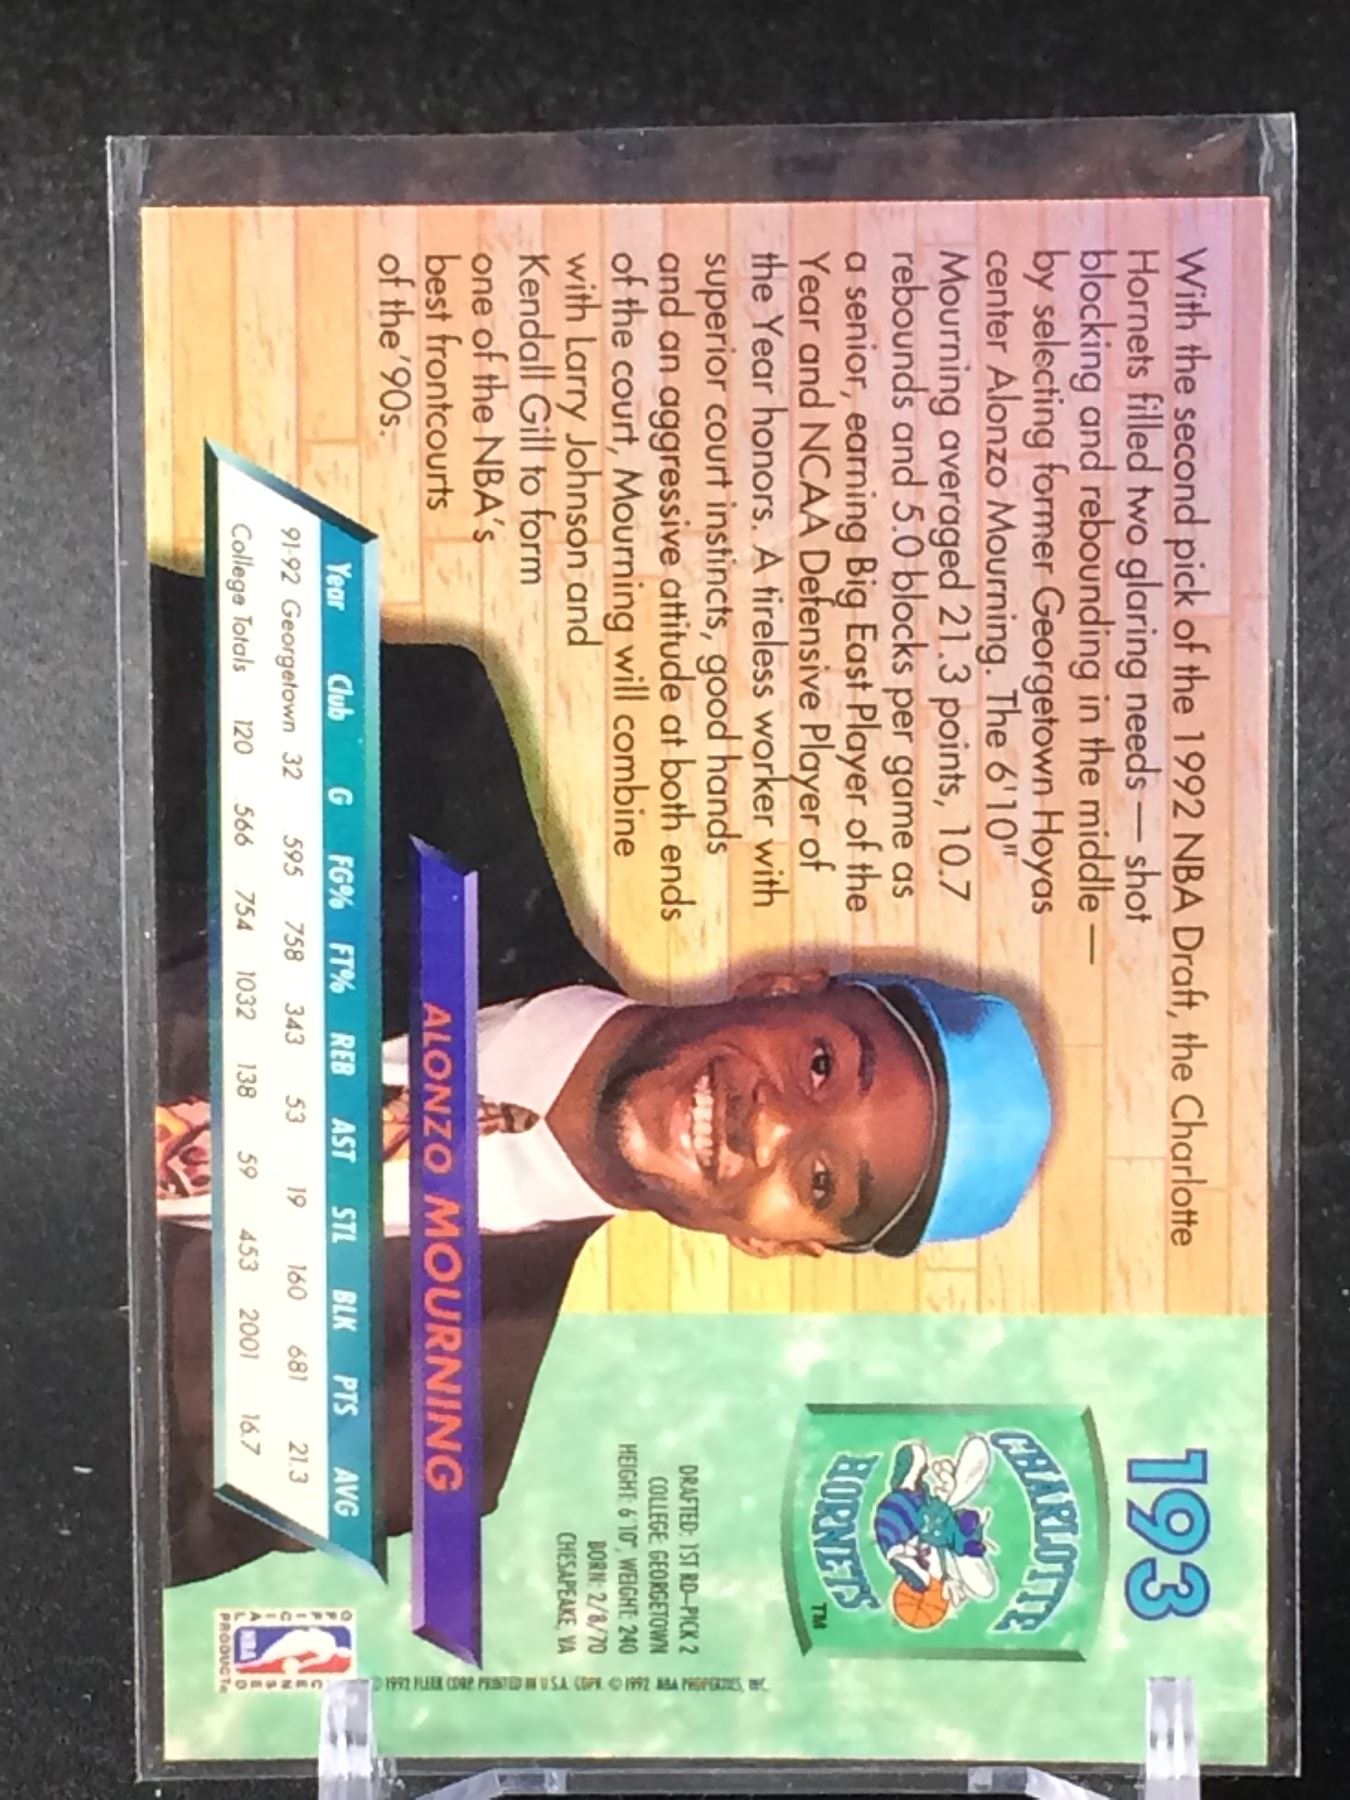 With the second pick of the 1992 NBA Draft, the Charlotte
Hornets filled two glaring needs — shot
blocking and rebounding in the middle —
by selecting former Georgetown Hoyas
center Alonzo Mourning. The 6'10"
Mourning averaged 21.3 points, 10.7
rebounds and 5.0 blocks per game as
a senior, earning Big East Player of the
Year and NCAA Defensive Player of
the Year honors. A tireless worker with
superior court instincts, good hands
and an aggressive attitude at both ends
of the court, Mourning will combine
with Larry Johnson and
Kendall Gill to form
one of the NBA's
best frontcourts
of the '90s.
193
CHARLOTTE
HORNETS
TM
DRAFTED: 1ST RD—PICK 2
COLLEGE: GEORGETOWN
HEIGHT: 6'10", WEIGHT: 240
BORN: 2/8/70
CHESAPEAKE, VA
ALONZO MOURNING
Year Club G FG% FT% REB AST STL BLK PTS AVG
91-92 Georgetown 32 595 758 343 53 19 160 681 21.3
College Totals 120 566 754 1032 138 59 453 2001 16.7
© 1992 FLEER CORP. PRINTED IN U.S.A. COPR. © 1992 NBA PROPERTIES, INC.
OFFICIAL
LICENSED
NBA
PRODUCT